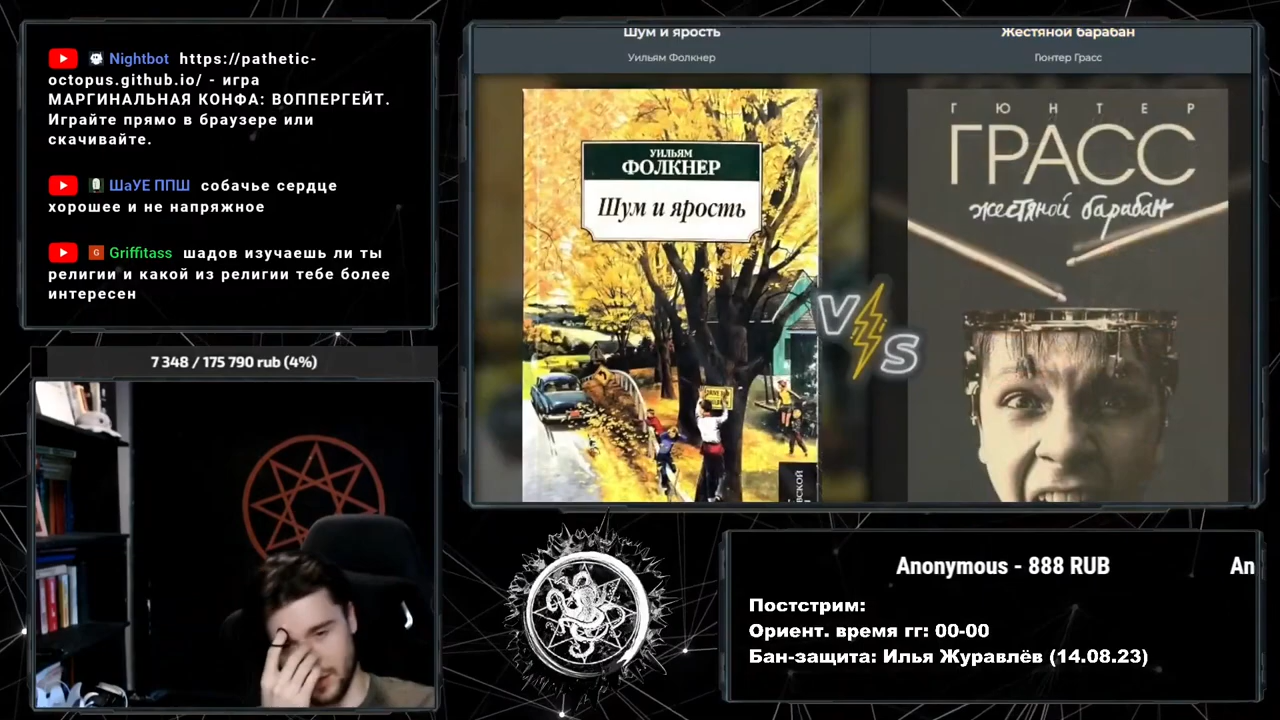 Nightbot https://pathetic-
octopus.github.io/ - игра
МАРГИНАЛЬНАЯ КОНФА: ВОППЕРГЕЙТ.
Играйте прямо в браузере или
скачивайте.
ШаУЕ ППШ собачье сердце
хорошее и не напряжное
G Griffitass шадов изучаешь ли ты
религии и какой из религии тебе более
интересен
7 348 / 175 790 rub (4%)
Шум и ярость
Уильям Фолкнер
Жестяной барабан
Гюнтер Грасс
УИЛЬЯМ
ФОЛКНЕР
Шум и ярость
VS
ГЮНТЕР
ГРАСС
жестяной барабан
Anonymous - 888 RUB
An
Постстрим:
Ориент. время гг: 00-00
Бан-защита: Илья Журавлёв (14.08.23)